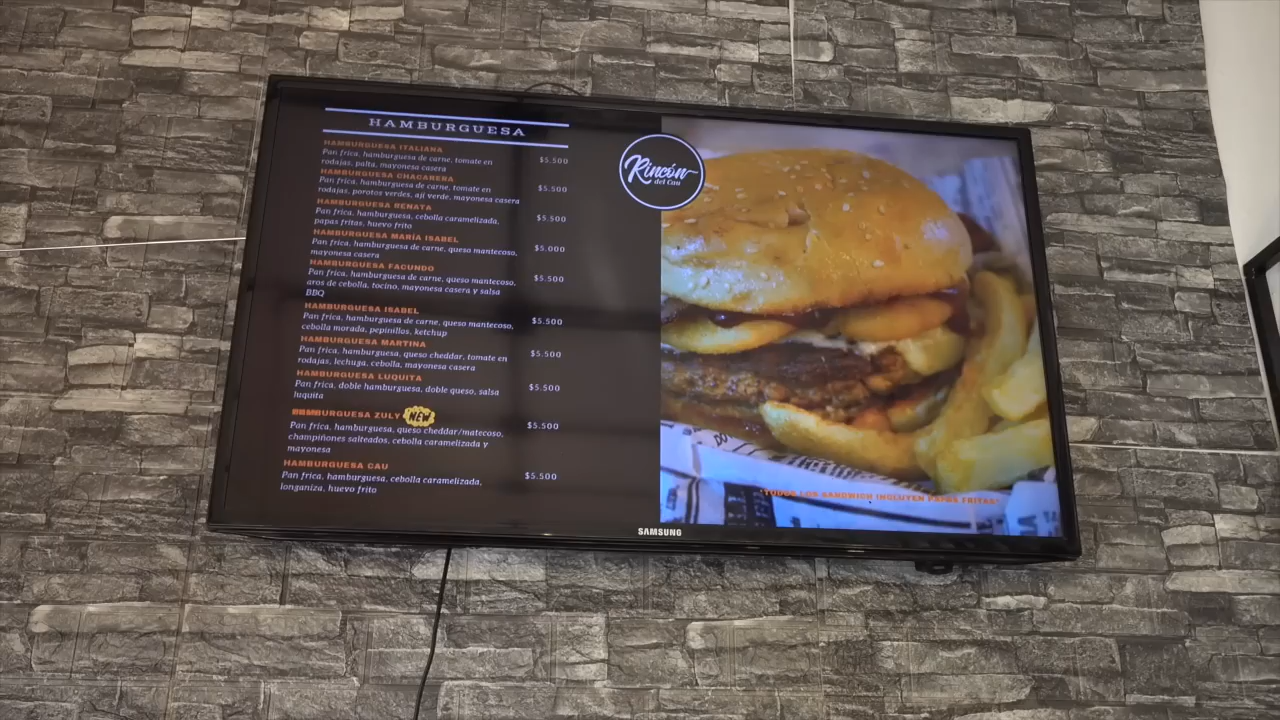 HAMBURGUESA
HAMBURGUESA ITALIANA
Pan frica, hamburguesa de carne, tomate en
rodajas, palta, mayonesa casera
$5.500
HAMBURGUESA CHACARERA
Pan frica, hamburguesa de carne, tomate en
rodajas, porotos verdes, ají verde, mayonesa casera
$5.500
HAMBURGUESA RENATA
Pan frica, hamburguesa, cebolla caramelizada,
papas fritas, huevo frito
$5.500
HAMBURGUESA MARÍA ISABEL
Pan frica, hamburguesa de carne, queso mantecoso,
mayonesa casera
$5.000
HAMBURGUESA FACUNDO
Pan frica, hamburguesa de carne, queso mantecoso,
aros de cebolla, tocino, mayonesa casera y salsa
BBQ
$5.500
HAMBURGUESA ISABEL
Pan frica, hamburguesa de carne, queso mantecoso,
cebolla morada, pepinillos, ketchup
$5.500
HAMBURGUESA MARTINA
Pan frica, hamburguesa, queso cheddar, tomate en
rodajas, lechuga, cebolla, mayonesa casera
$5.500
HAMBURGUESA LUQUITA
Pan frica, doble hamburguesa, doble queso, salsa
luquita
$5.500
HAMBURGUESA ZULY NEW
Pan frica, hamburguesa, queso cheddar/matecoso,
champiñones salteados, cebolla caramelizada y
mayonesa
$5.500
HAMBURGUESA CAU
Pan frica, hamburguesa, cebolla caramelizada,
longaniza, huevo frito
$5.500
Rincón
del Cau
*TODOS LOS SANDWICH INCLUYEN PAPAS FRITAS*
SAMSUNG